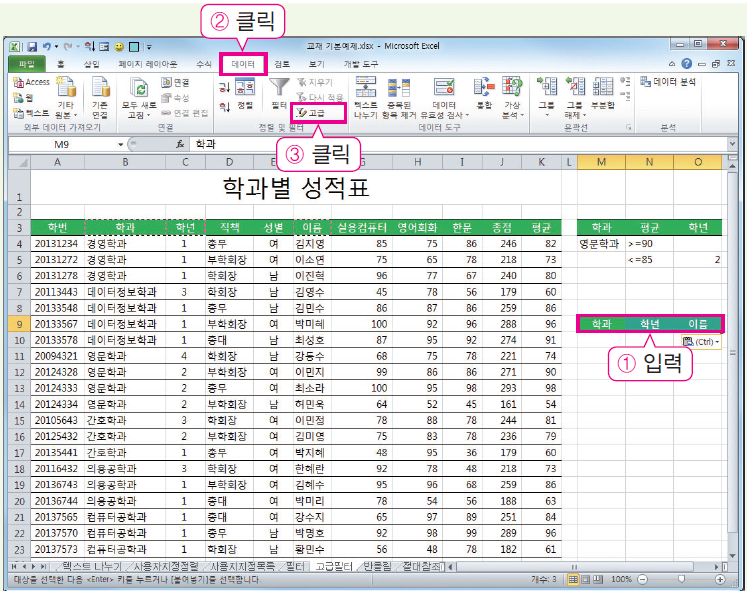 ② 클릭
교재 기본예제.xlsx - Microsoft Excel
파일 홈 삽입 페이지 레이아웃 수식 데이터 검토 보기 개발 도구
Access
웹
텍스트
기타 원본
기존 연결
모두 새로 고침
연결
속성
연결 편집
정렬
필터
지우기
다시 적용
고급
텍스트 나누기
중복된 항목 제거
데이터 유효성 검사
통합
가상 분석
그룹
그룹 해제
부분합
데이터 분석
외부 데이터 가져오기 연결 정렬 및 필터 데이터 도구 윤곽선 분석
③ 클릭
M9 fx 학과
A B C D E G H I J K L M N O
1 학과별 성적표
2
3 학번 학과 학년 직책 성별 이름 실용컴퓨터 영어회화 한문 총점 평균 학과 평균 학년
4 20131234 경영학과 1 총무 여 김지영 85 75 86 246 82 영문학과 >=90
5 20131272 경영학과 1 부학회장 여 이소연 75 65 78 218 73 <=85 2
6 20131278 경영학과 1 학회장 남 이진혁 96 77 67 240 80
7 20113443 데이터정보학과 3 학회장 남 김영수 45 78 56 179 60
8 20133548 데이터정보학과 1 총무 남 김민수 86 87 86 259 86
9 20133567 데이터정보학과 1 부학회장 여 박미혜 100 92 96 288 96 학과 학년 이름
10 20133578 데이터정보학과 1 총대 남 최성호 87 95 92 274 91 (Ctrl)
① 입력
11 20094321 영문학과 4 학회장 남 강동수 68 75 78 221 74
12 20124328 영문학과 2 부학회장 여 이민지 99 86 86 271 90
13 20124333 영문학과 2 총무 여 최소라 100 95 98 293 98
14 20124334 영문학과 2 부학회장 남 허민욱 64 52 45 161 54
15 20105643 간호학과 3 학회장 여 이민정 78 88 78 244 81
16 20125432 간호학과 2 부학회장 여 김미영 75 83 78 236 79
17 20135441 간호학과 1 총무 여 박지혜 48 95 36 179 60
18 20116432 의용공학과 3 학회장 여 한혜란 92 78 48 218 73
19 20136743 의용공학과 1 부학회장 여 김혜수 95 96 68 259 86
20 20136744 의용공학과 1 총대 여 박미리 78 54 56 188 63
21 20137565 컴퓨터공학과 1 총대 여 강수지 65 97 89 251 84
22 20137570 컴퓨터공학과 1 총무 남 박명호 92 98 99 289 96
23 20137573 컴퓨터공학과 1 학회장 남 황민수 56 48 78 182 61
텍스트 나누기 사용자지정정렬 사용자지정목록 필터 고급필터 반올림 절대참조
대상을 선택한 다음 <Enter> 키를 누르거나 [붙여넣기]를 선택합니다. 개수: 3 100%